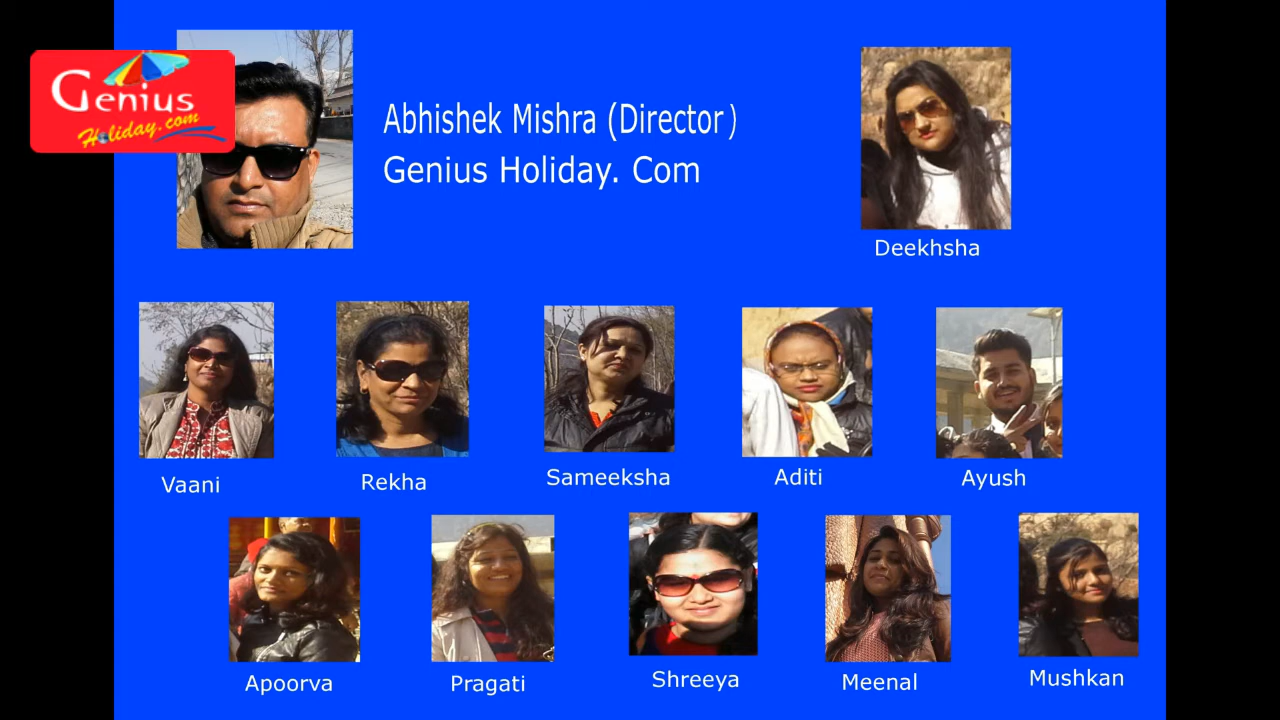 Genius
Holiday.com
Abhishek Mishra (Director)
Genius Holiday. Com
Deekhsha
Vaani
Rekha
Sameeksha
Aditi
Ayush
Apoorva
Pragati
Shreeya
Meenal
Mushkan